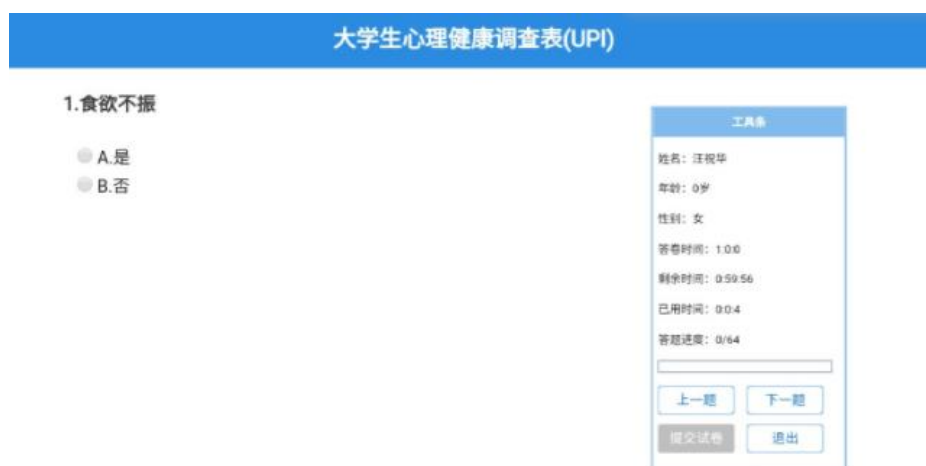 大学生心理健康调查表(UPI)
1.食欲不振
A.是
B.否
工具条
姓名：汪祝华
年龄：0岁
性别：女
答卷时间：1:0:0
剩余时间：0:59:56
已用时间：0:0:4
答题进度：0/64
上一题 下一题
提交试卷 退出